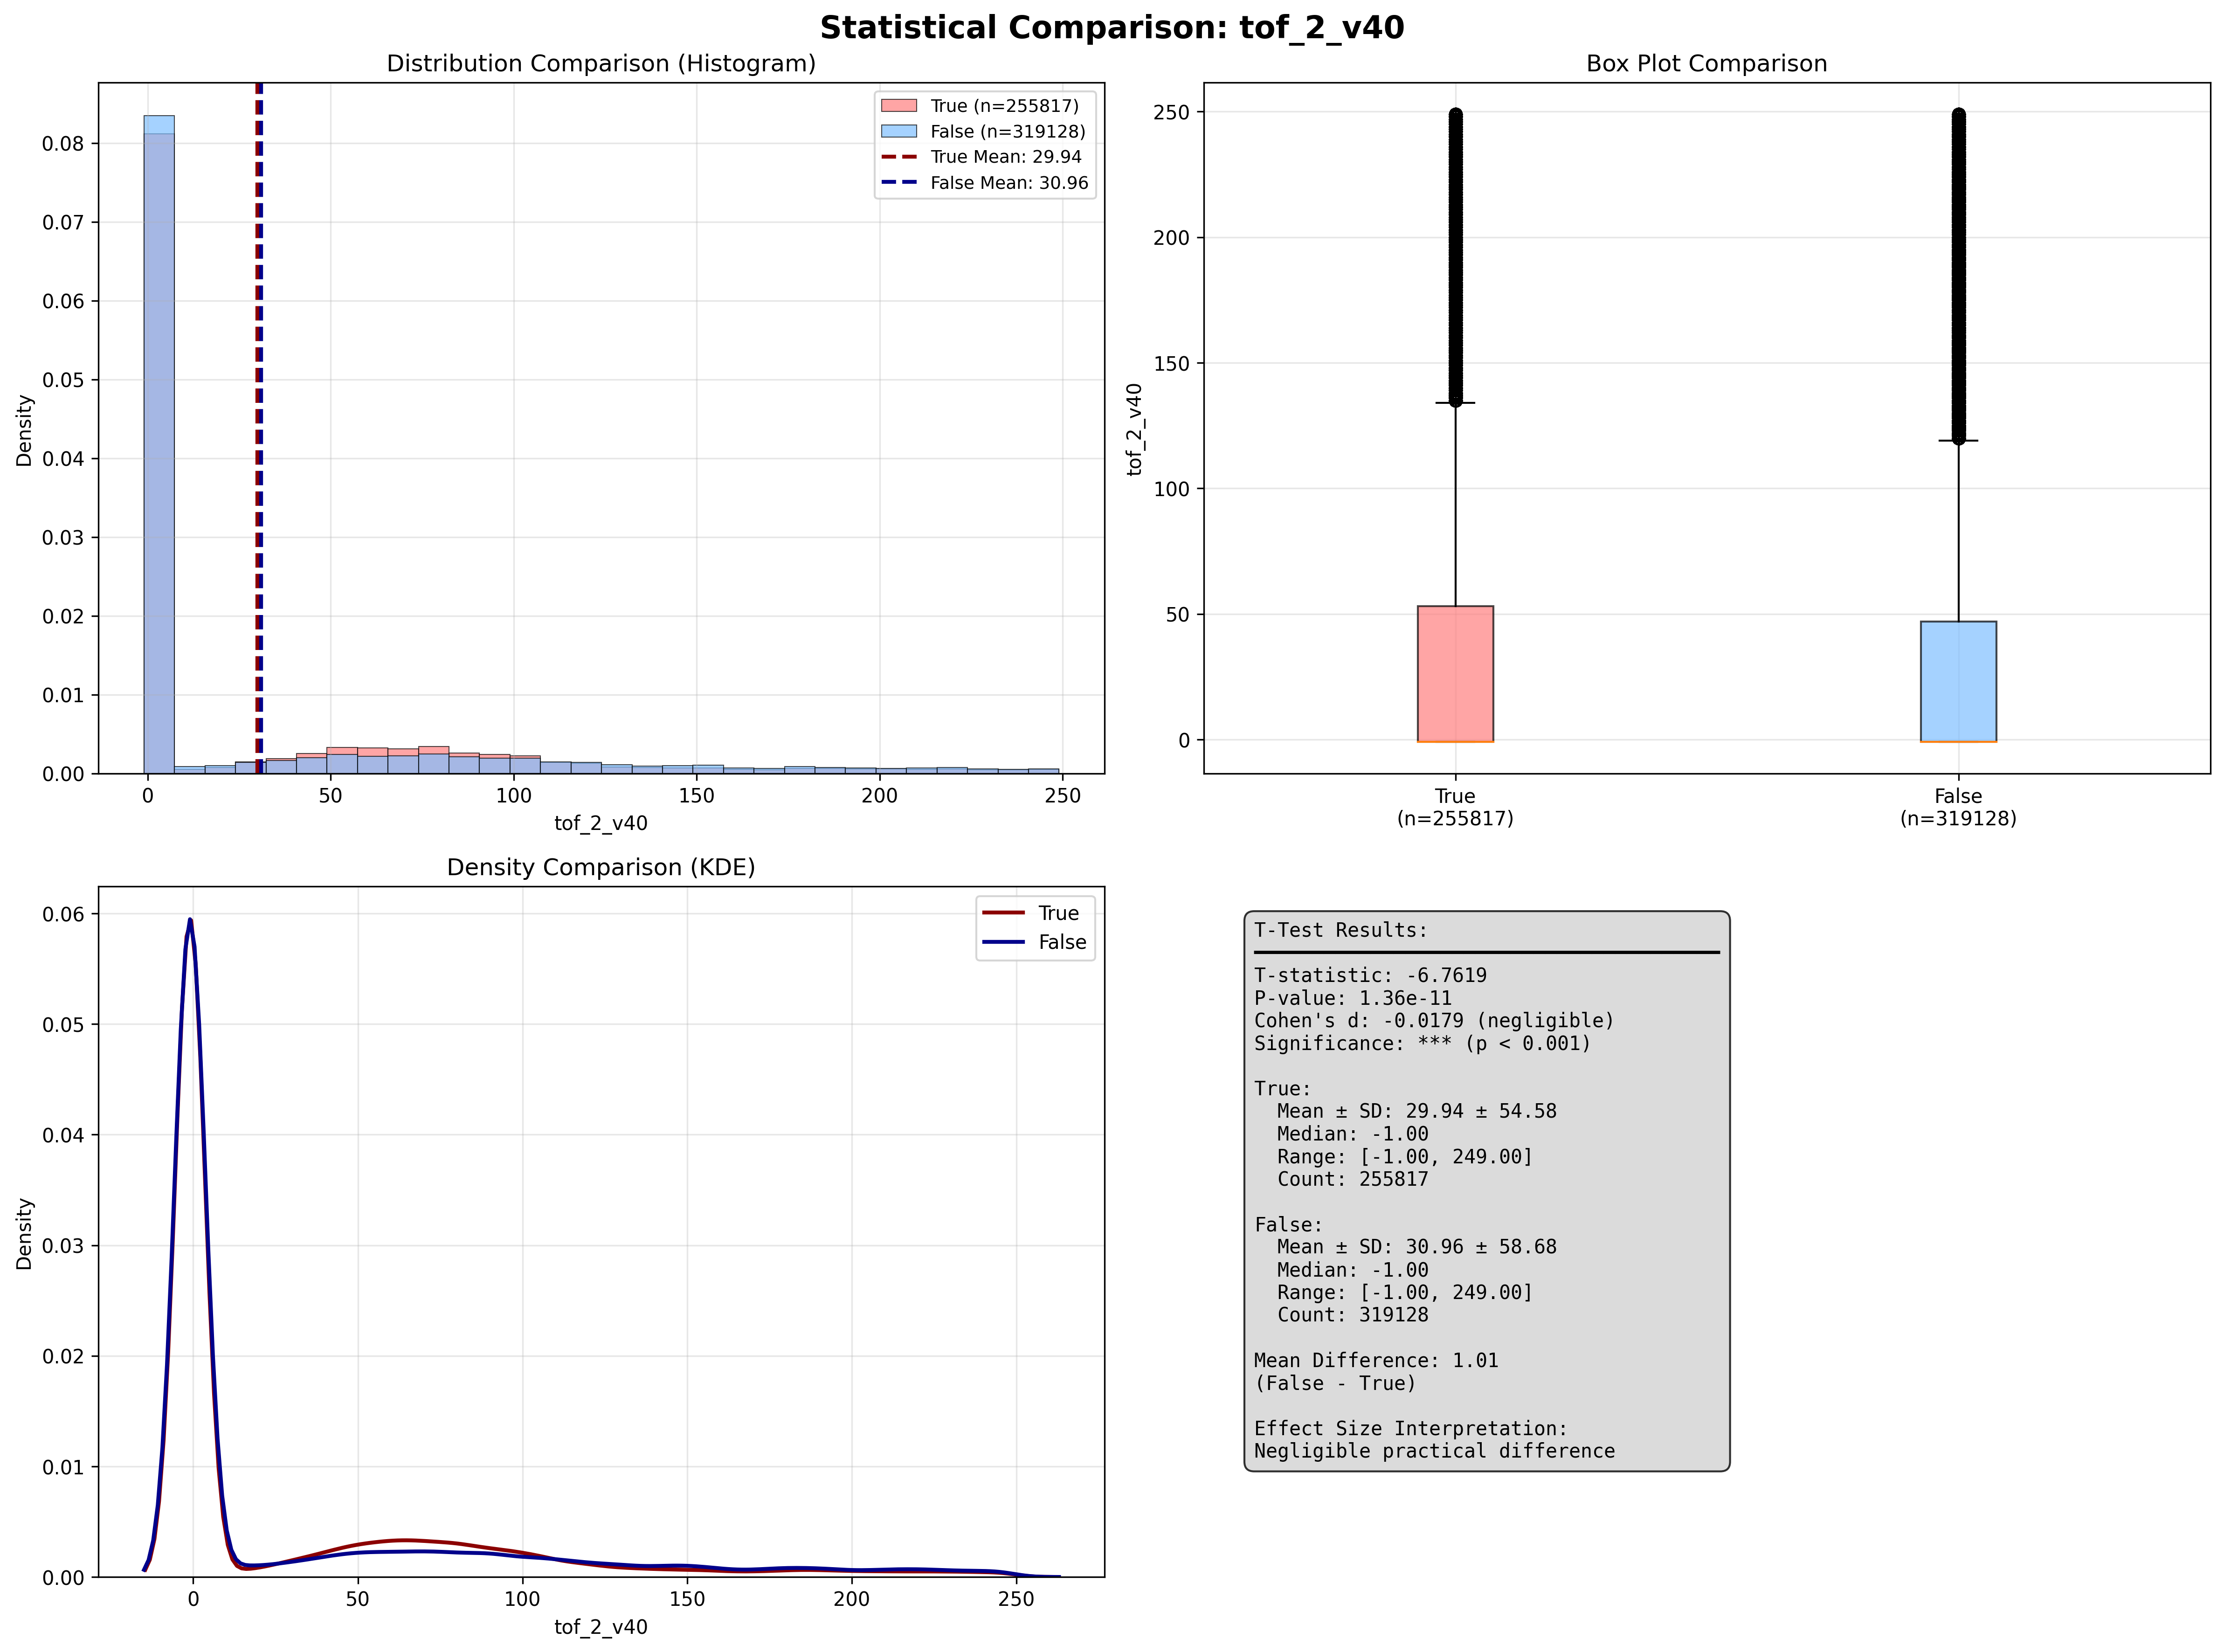 Statistical Comparison: tof_2_v40
Distribution Comparison (Histogram)
Density
0.08
0.07
0.06
0.05
0.04
0.03
0.02
0.01
0.00
0
50
100
150
200
250
tof_2_v40
True (n=255817)
False (n=319128)
True Mean: 29.94
False Mean: 30.96
Box Plot Comparison
tof_2_v40
250
200
150
100
50
0
True
(n=255817)
False
(n=319128)
Density Comparison (KDE)
Density
0.06
0.05
0.04
0.03
0.02
0.01
0.00
0
50
100
150
200
250
tof_2_v40
True
False
T-Test Results:
T-statistic: -6.7619
P-value: 1.36e-11
Cohen's d: -0.0179 (negligible)
Significance: *** (p < 0.001)
True:
Mean ± SD: 29.94 ± 54.58
Median: -1.00
Range: [-1.00, 249.00]
Count: 255817
False:
Mean ± SD: 30.96 ± 58.68
Median: -1.00
Range: [-1.00, 249.00]
Count: 319128
Mean Difference: 1.01
(False - True)
Effect Size Interpretation:
Negligible practical difference